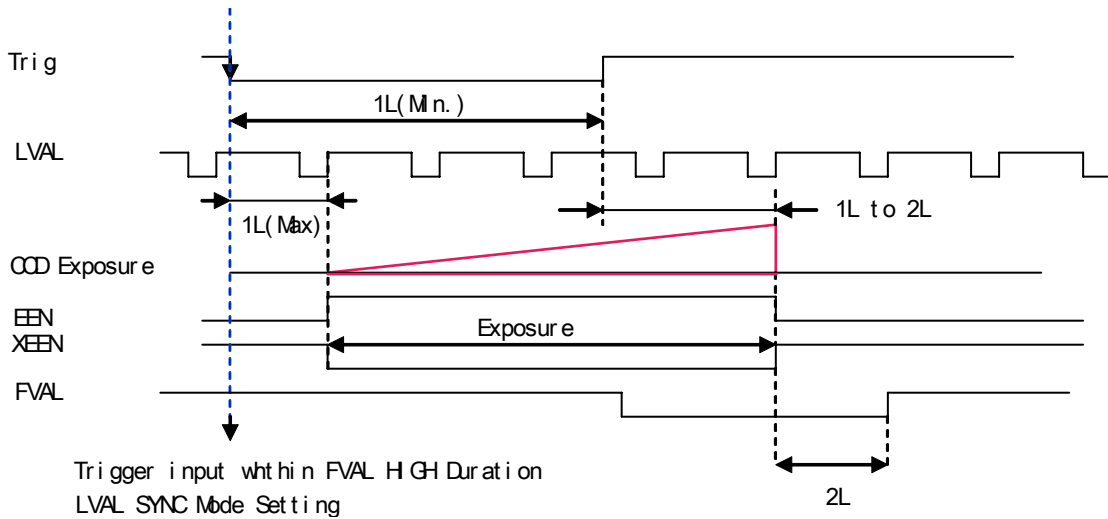 Trig
1L(Min.)
LVAL
1L(Max)
1L to 2L
CCD Exposure
EEN
Exposure
XEEN
FVAL
Trigger input whthin FVAL HIGH Duration
LVAL SYNC Mode Setting
2L